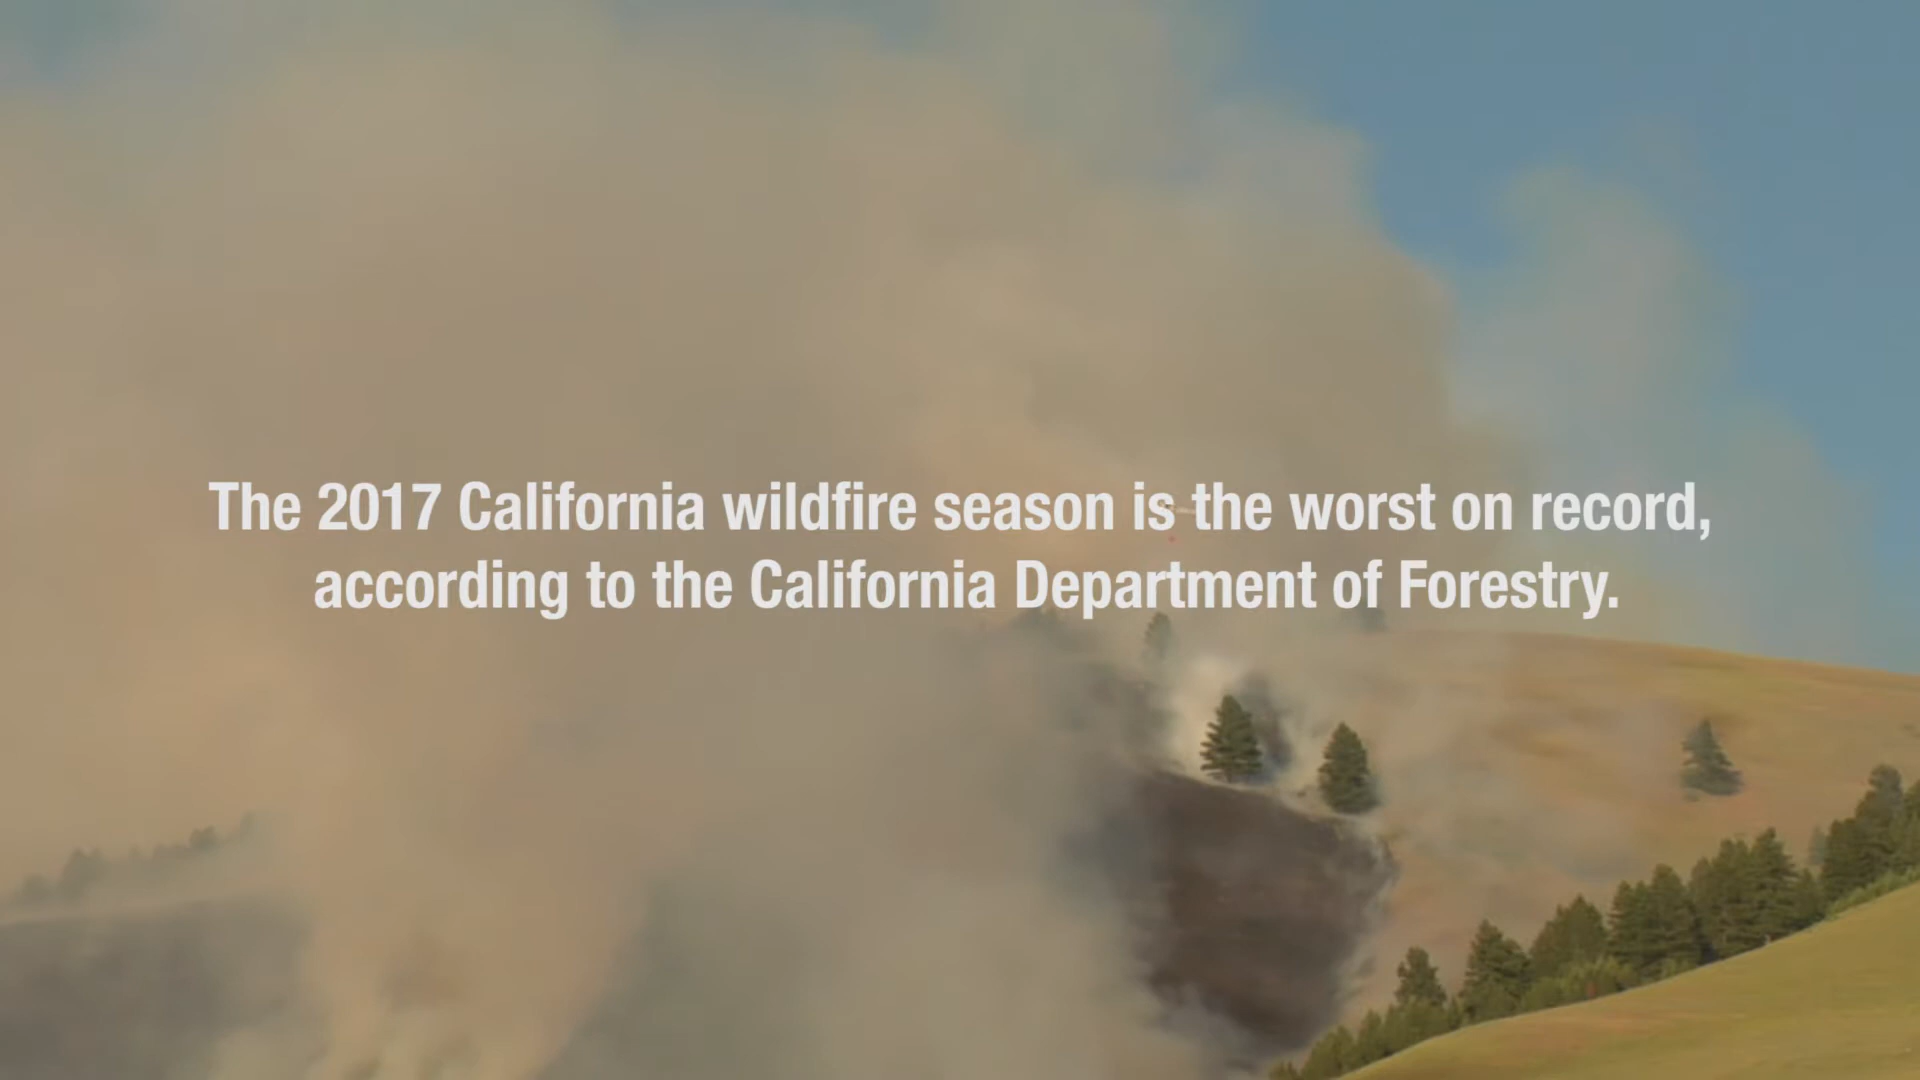 The 2017 California wildfire season is the worst on record,
according to the California Department of Forestry.